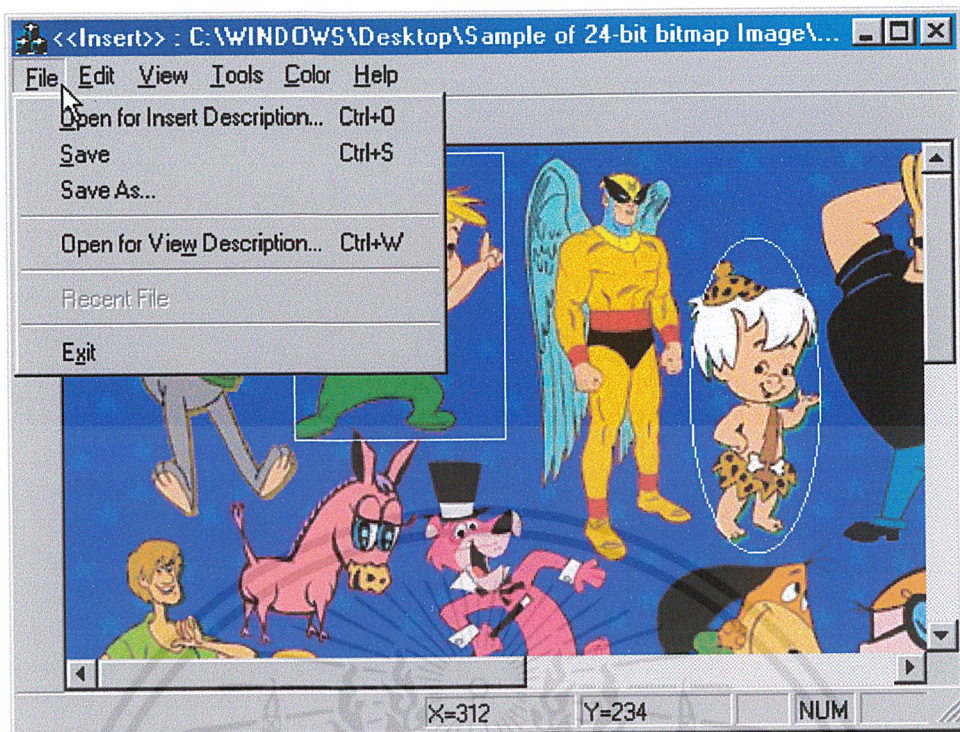 <<Insert>> : C:\WINDOWS\Desktop\Sample of 24-bit bitmap Image\...
File Edit View Tools Color Help
Open for Insert Description... Ctrl+O
Save Ctrl+S
Save As...
Open for View Description... Ctrl+W
Recent File
Exit
X=312 Y=234 NUM